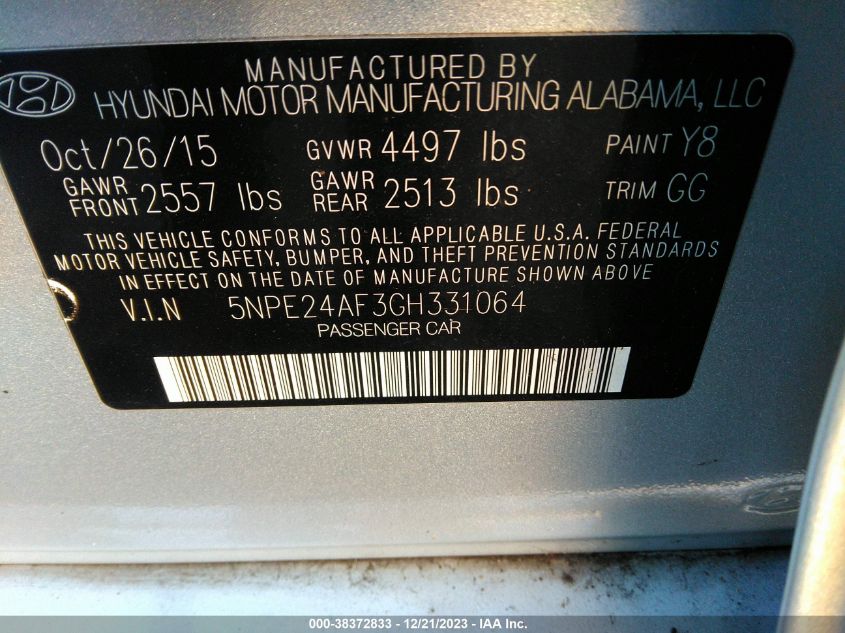 MANUFACTURED BY
HYUNDAI MOTOR MANUFACTURING ALABAMA, LLC
Oct/26/15 GVWR 4497 lbs PAINT Y8
GAWR FRONT 2557 lbs GAWR REAR 2513 lbs TRIM GG
THIS VEHICLE CONFORMS TO ALL APPLICABLE U.S.A. FEDERAL
MOTOR VEHICLE SAFETY, BUMPER, AND THEFT PREVENTION STANDARDS
IN EFFECT ON THE DATE OF MANUFACTURE SHOWN ABOVE
V.I.N 5NPE24AF3GH331064
PASSENGER CAR
000-38372833 - 12/21/2023 - IAA Inc.